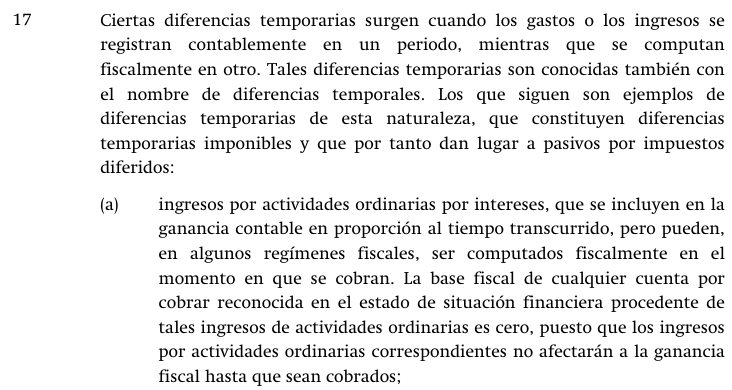 17 Ciertas diferencias temporarias surgen cuando los gastos o los ingresos se
registran contablemente en un periodo, mientras que se computan
fiscalmente en otro. Tales diferencias temporarias son conocidas también con
el nombre de diferencias temporales. Los que siguen son ejemplos de
diferencias temporarias de esta naturaleza, que constituyen diferencias
temporarias imponibles y que por tanto dan lugar a pasivos por impuestos
diferidos:
(a) ingresos por actividades ordinarias por intereses, que se incluyen en la
ganancia contable en proporción al tiempo transcurrido, pero pueden,
en algunos regímenes fiscales, ser computados fiscalmente en el
momento en que se cobran. La base fiscal de cualquier cuenta por
cobrar reconocida en el estado de situación financiera procedente de
tales ingresos de actividades ordinarias es cero, puesto que los ingresos
por actividades ordinarias correspondientes no afectarán a la ganancia
fiscal hasta que sean cobrados;